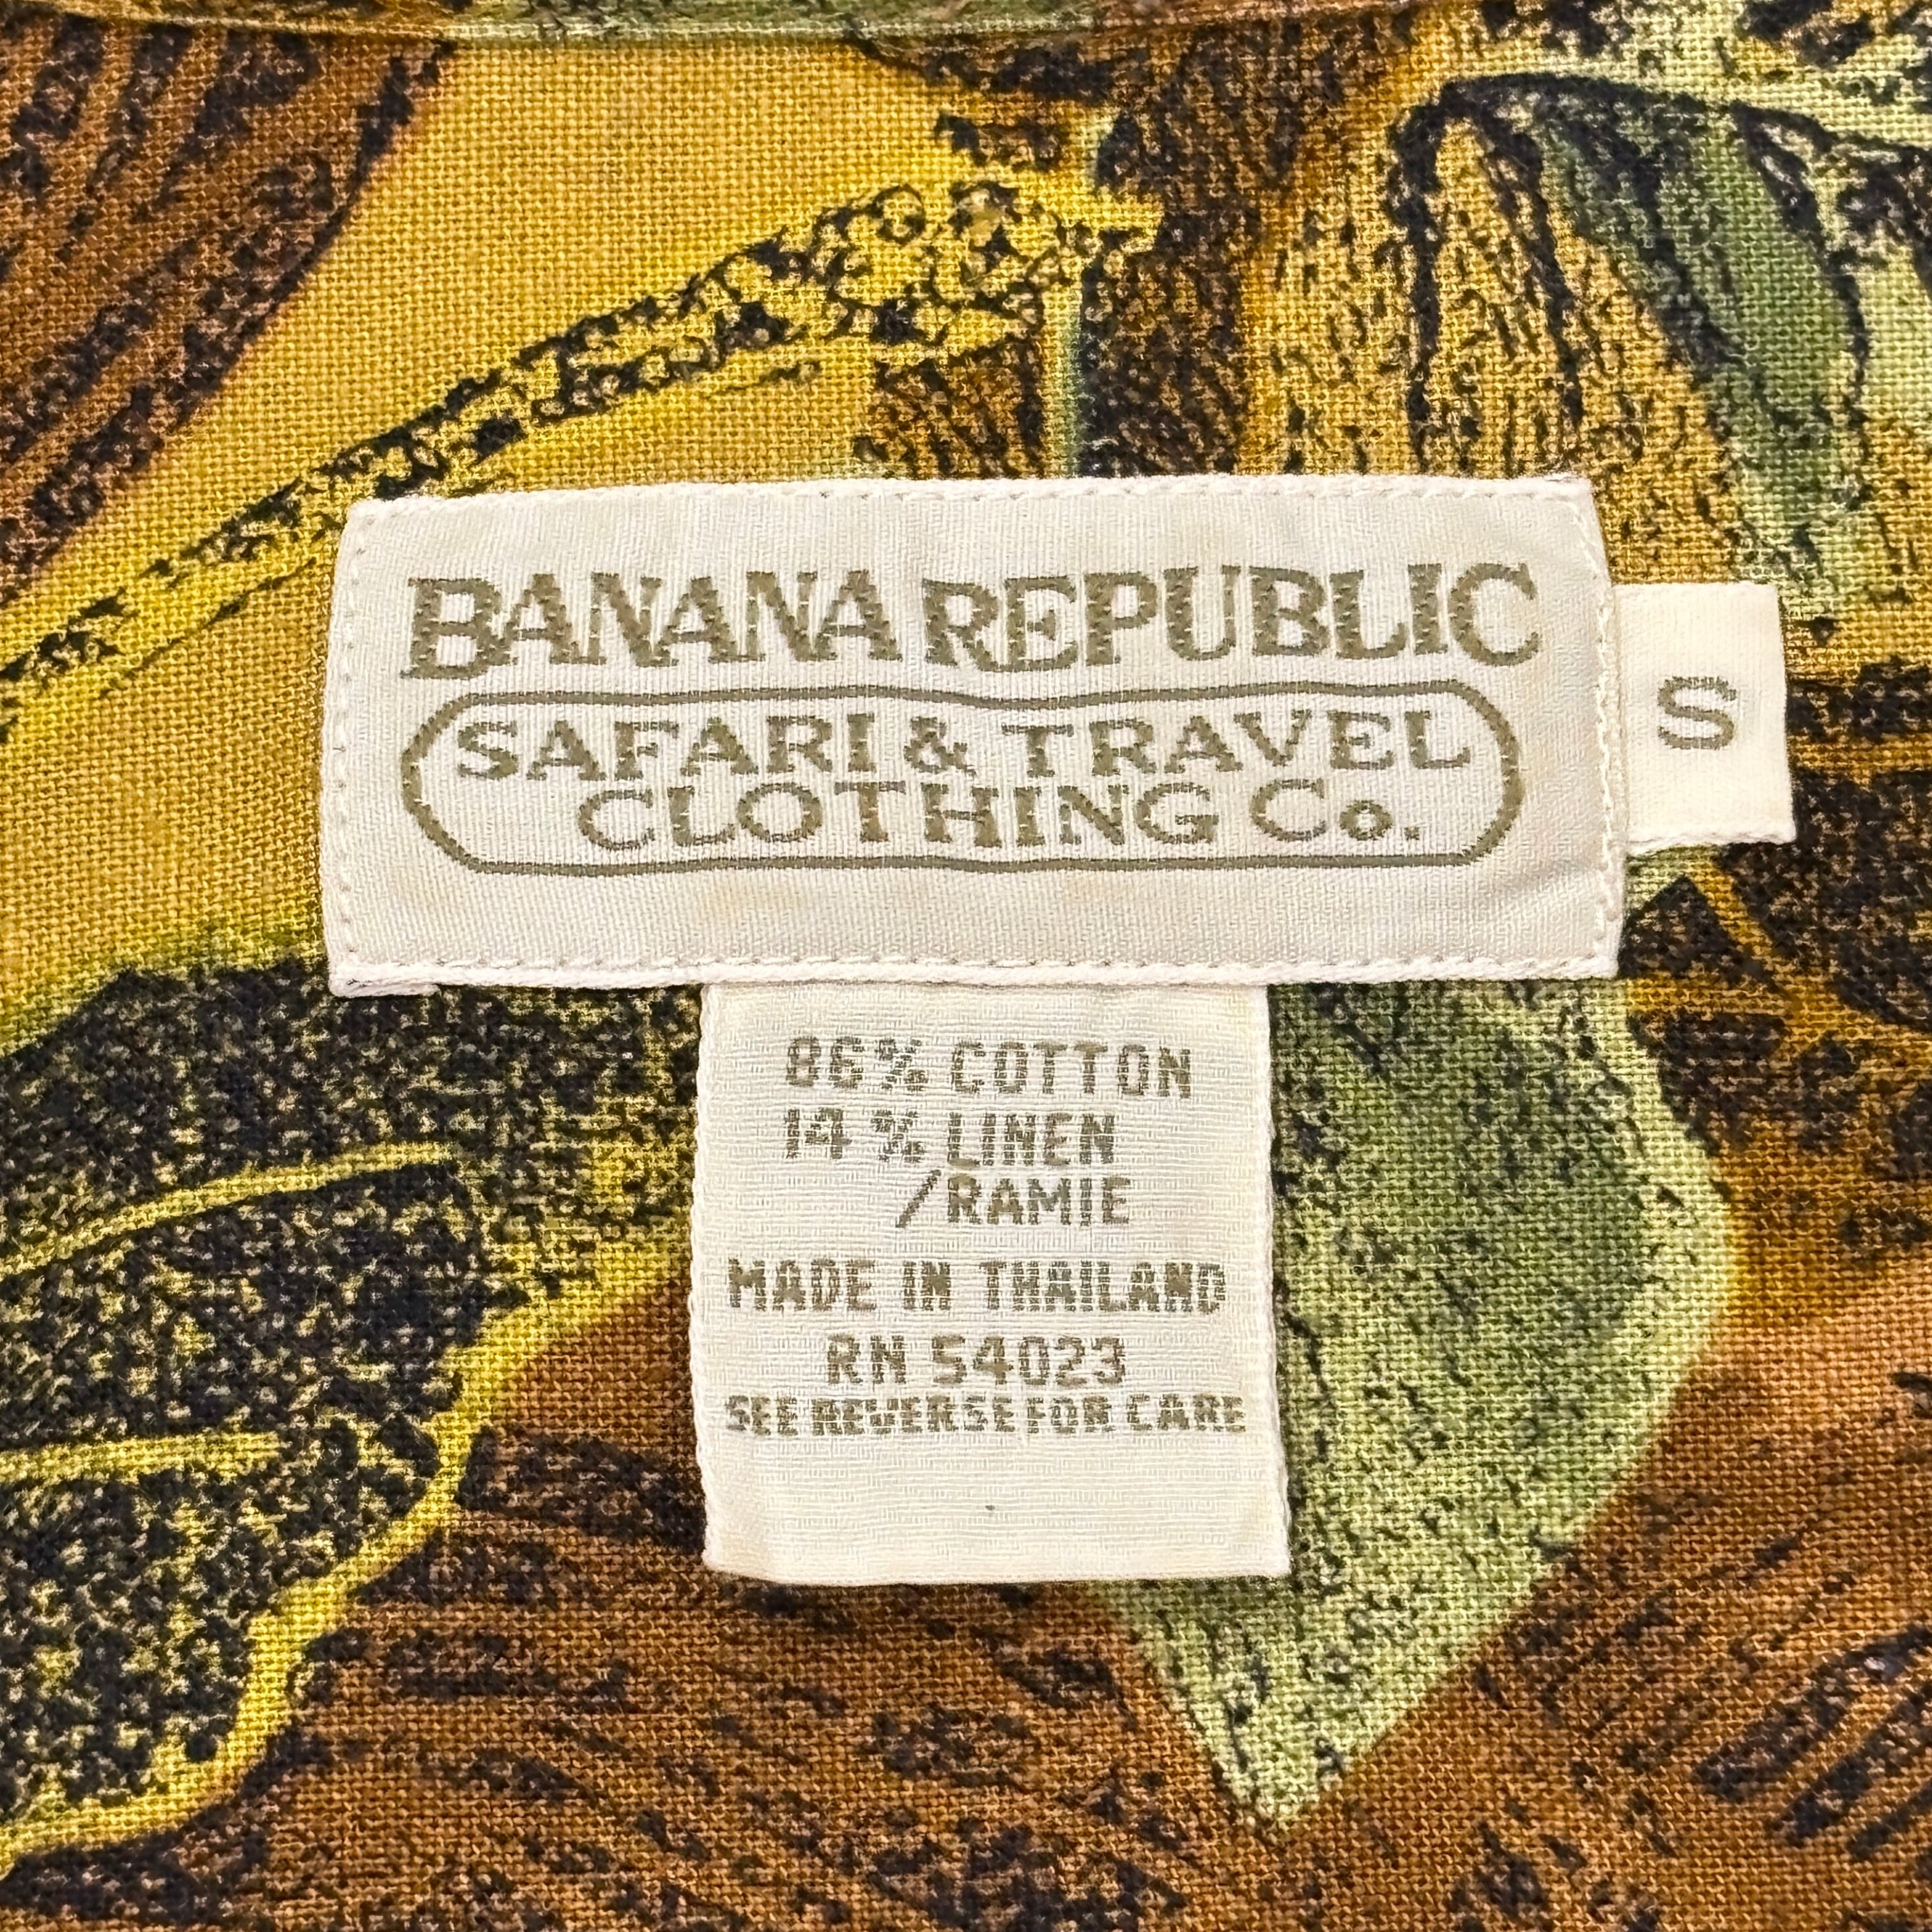 BANANA REPUBLIC
SAFARI & TRAVEL
CLOTHING Co.
S
86% COTTON
14% LINEN
/RAMIE
MADE IN THAILAND
RN 54023
SEE REVERSE FOR CARE